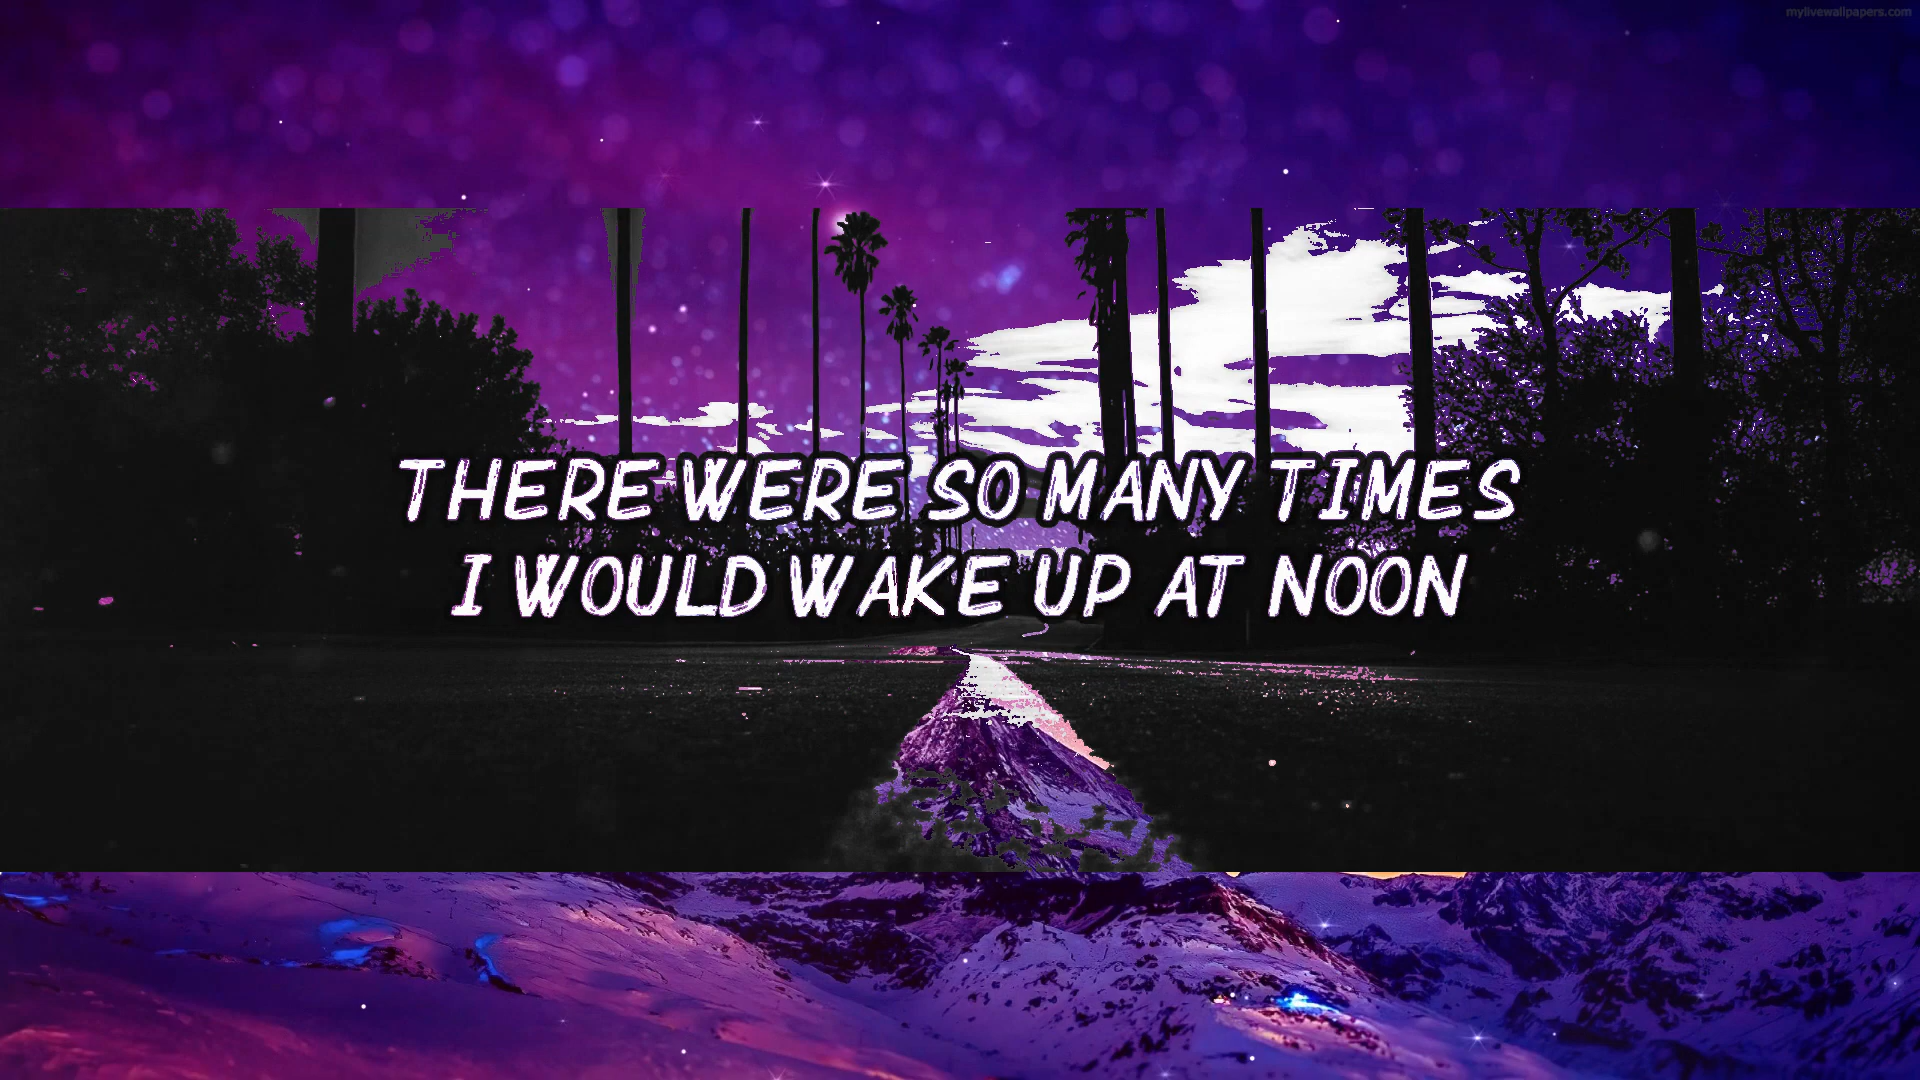 mylivewallpapers.com
THERE WERE SO MANY TIMES
I WOULD WAKE UP AT NOON